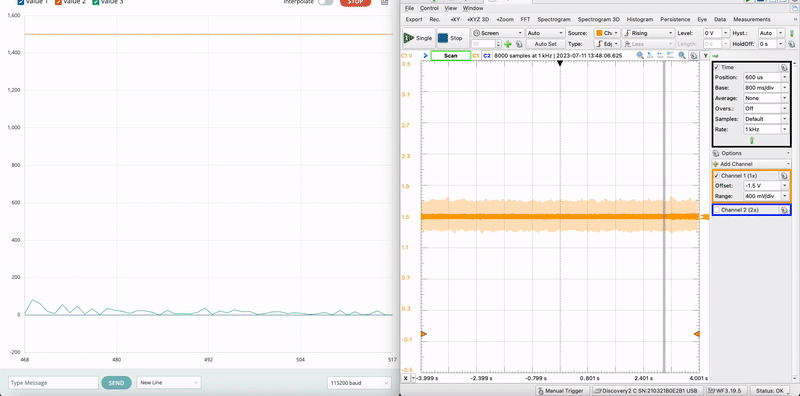 Value 1 Value 2 Value 3 Interpolate STOP
1,600
1,400
1,200
1,000
800
600
400
200
0
-200
468 480 492 504 517
Type Message SEND New Line 115200 baud
File Control View Window
Export Rec. +XY +XYZ 3D +Zoom FFT Spectrogram Spectrogram 3D Histogram Persistence Eye Data Measurements
Single Stop Screen Auto Source: Rising Level: 0 V Hyst.: Auto
Auto Set Type: Less Length: HoldOff: 0 s
C1 V Scan C1 C2 8000 samples at 1 kHz | 2023-07-11 13:48:06.625 Y
3.5
3.1
2.7
2.3
1.9
1.5
1.1
0.7
0.3
-0.1
-0.5
X -3.999 s -2.399 s -0.799 s 0.801 s 2.401 s 4.001 s
Time
Position: 600 us
Base: 800 ms/div
Average: None
Overs.: Off
Samples: Default
Rate: 1 kHz
Options
Add Channel
Channel 1 (1x)
Offset: -1.5 V
Range: 400 mV/div
Channel 2 (2x)
Manual Trigger Discovery2 C SN:210321B0E2B1 USB WF3.19.5 Status: OK